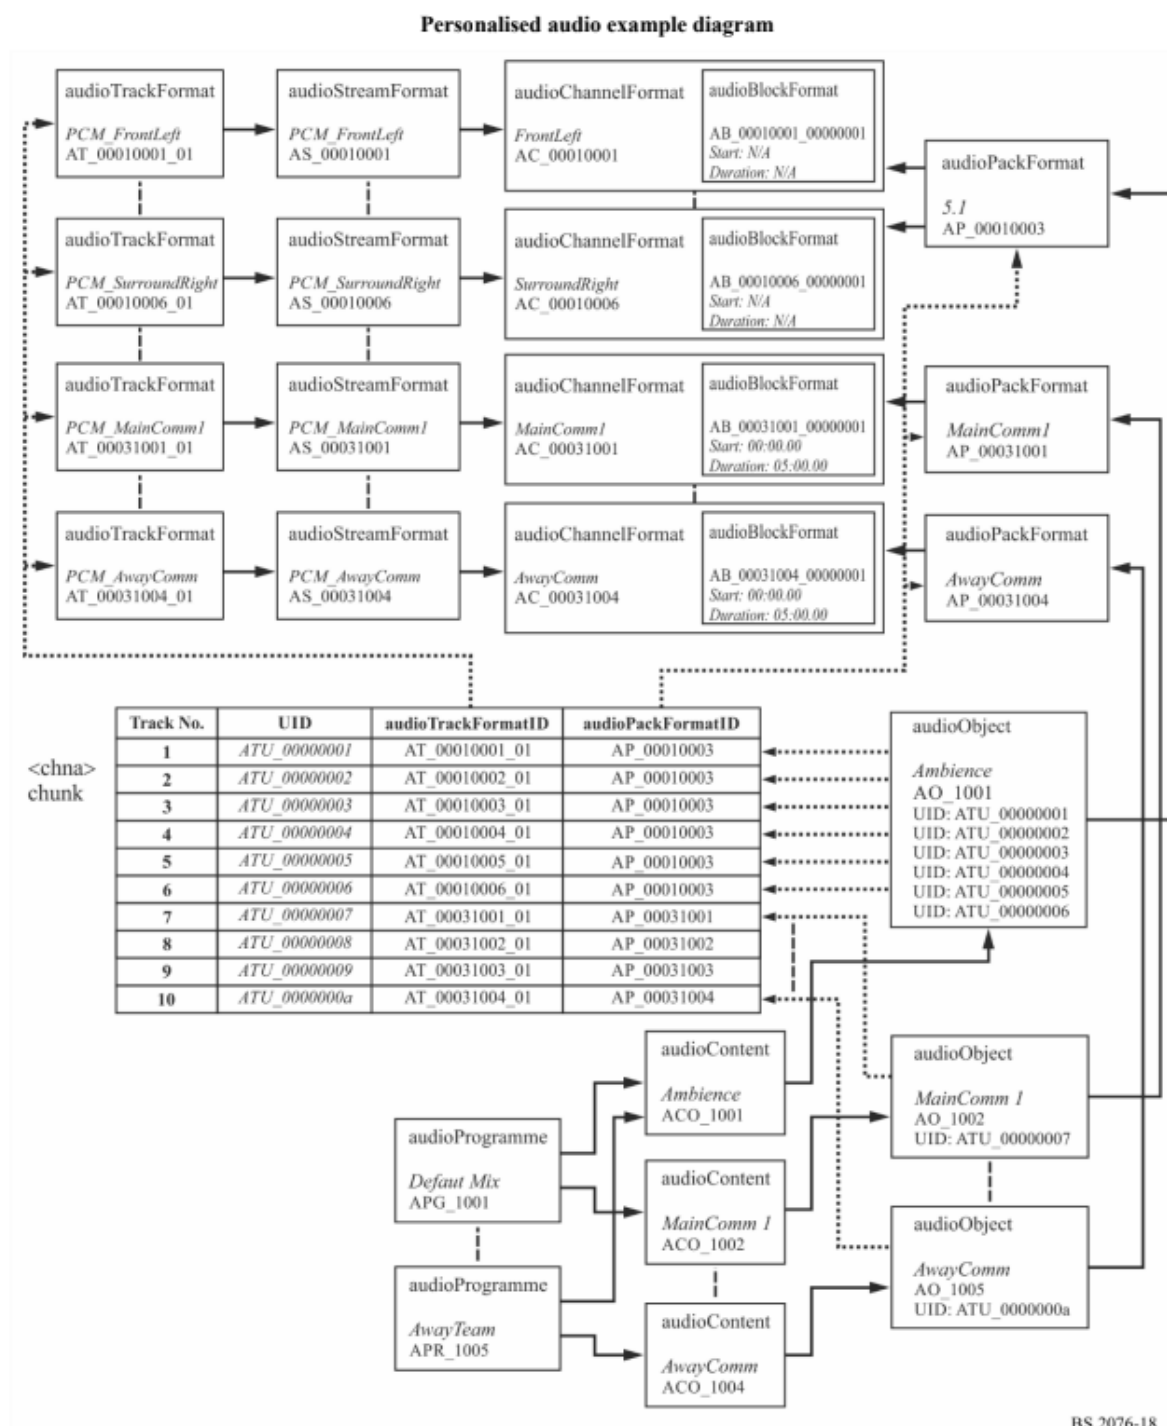 Personalised audio example diagram
audioTrackFormat
PCM_FrontLeft
AT_00010001_01
audioStreamFormat
PCM_FrontLeft
AS_00010001
audioChannelFormat
FrontLeft
AC_00010001
audioBlockFormat
AB_00010001_00000001
Start: N/A
Duration: N/A
audioPackFormat
5.1
AP_00010003
audioTrackFormat
PCM_SurroundRight
AT_00010006_01
audioStreamFormat
PCM_SurroundRight
AS_00010006
audioChannelFormat
SurroundRight
AC_00010006
audioBlockFormat
AB_00010006_00000001
Start: N/A
Duration: N/A
audioTrackFormat
PCM_MainComm1
AT_00031001_01
audioStreamFormat
PCM_MainComm1
AS_00031001
audioChannelFormat
MainComm1
AC_00031001
audioBlockFormat
AB_00031001_00000001
Start: 00:00.00
Duration: 05:00.00
audioPackFormat
MainComm1
AP_00031001
audioTrackFormat
PCM_AwayComm
AT_00031004_01
audioStreamFormat
PCM_AwayComm
AS_00031004
audioChannelFormat
AwayComm
AC_00031004
audioBlockFormat
AB_00031004_00000001
Start: 00:00.00
Duration: 05:00.00
audioPackFormat
AwayComm
AP_00031004
<chna>
chunk
Track No. UID audioTrackFormatID audioPackFormatID
1 ATU_00000001 AT_00010001_01 AP_00010003
2 ATU_00000002 AT_00010002_01 AP_00010003
3 ATU_00000003 AT_00010003_01 AP_00010003
4 ATU_00000004 AT_00010004_01 AP_00010003
5 ATU_00000005 AT_00010005_01 AP_00010003
6 ATU_00000006 AT_00010006_01 AP_00010003
7 ATU_00000007 AT_00031001_01 AP_00031001
8 ATU_00000008 AT_00031002_01 AP_00031002
9 ATU_00000009 AT_00031003_01 AP_00031003
10 ATU_0000000a AT_00031004_01 AP_00031004
audioObject
Ambience
AO_1001
UID: ATU_00000001
UID: ATU_00000002
UID: ATU_00000003
UID: ATU_00000004
UID: ATU_00000005
UID: ATU_00000006
audioContent
Ambience
ACO_1001
audioObject
MainComm 1
AO_1002
UID: ATU_00000007
audioProgramme
Defaut Mix
APG_1001
audioContent
MainComm 1
ACO_1002
audioObject
AwayComm
AO_1005
UID: ATU_0000000a
audioProgramme
AwayTeam
APR_1005
audioContent
AwayComm
ACO_1004
BS.2076-18